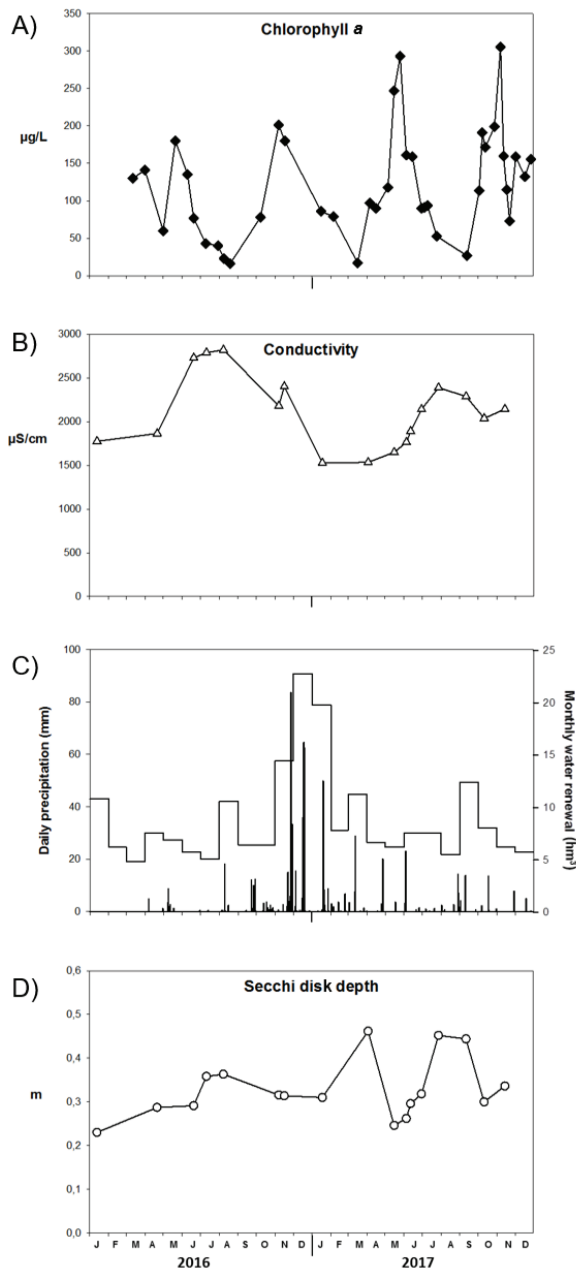 A)
Chlorophyll a
µg/L
350
300
250
200
150
100
50
0
B)
Conductivity
µS/cm
3000
2500
2000
1500
1000
500
0
C)
Daily precipitation (mm)
100
80
60
40
20
0
25
20
15
10
5
0
Monthly water renewal (hm³)
D)
Secchi disk depth
m
0,6
0,5
0,4
0,3
0,2
0,1
0,0
J F M A M J J A S O N D J F M A M J J A S O N D
2016 2017